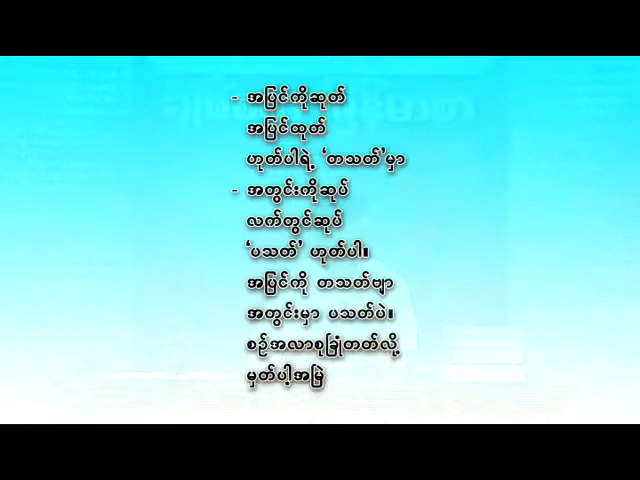 - အပြင်ကိုဆုတ်
အပြင်ထုတ်
ဟုတ်ပါရဲ့ ‘တသတ်’မှာ
- အတွင်းကိုဆုပ်
လက်တွင်ဆုပ်
‘ပသတ်’ ဟုတ်ပါ။
အပြင်ကို တသတ်ဗျာ
အတွင်းမှာ ပသတ်ပဲ။
စဉ်အလာစုခြုံတတ်လို့
မှတ်ပါ့အမြဲ